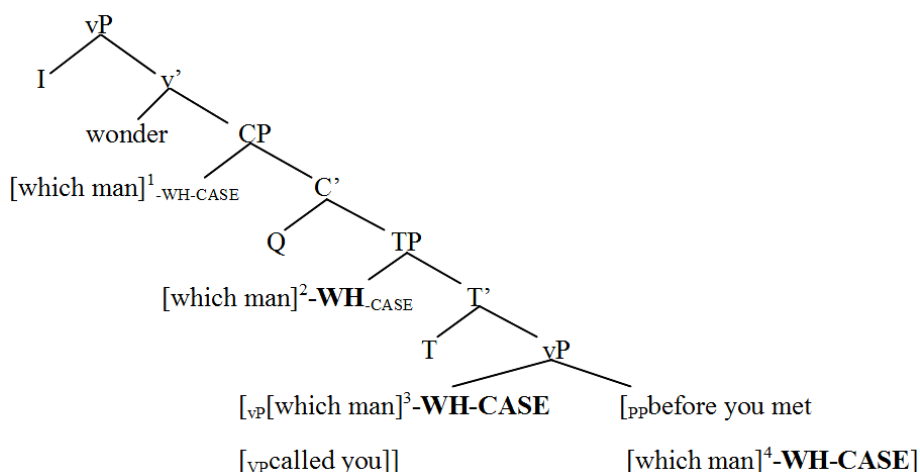 vP
I v’
wonder CP
[which man]1-WH-CASE C’
Q TP
[which man]2-WH-CASE T’
T vP
[vP[which man]3-WH-CASE [PPbefore you met
[VPcalled you]] [which man]4-WH-CASE]